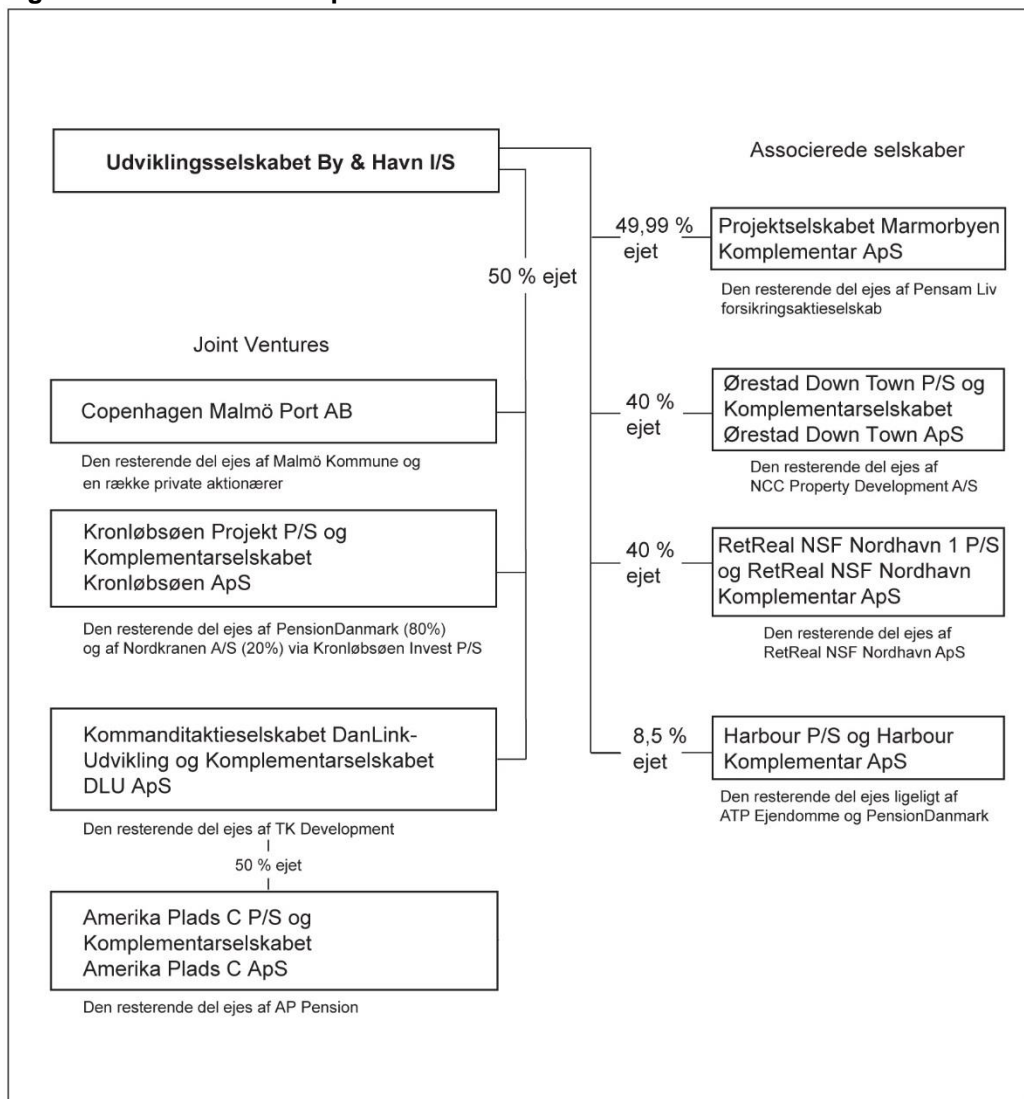 Udviklingsselskabet By & Havn I/S
50 % ejet
Joint Ventures
Copenhagen Malmö Port AB
Den resterende del ejes af Malmö Kommune og
en række private aktionærer
Kronløbsøen Projekt P/S og
Komplementarselskabet
Kronløbsøen ApS
Den resterende del ejes af PensionDanmark (80%)
og af Nordkranen A/S (20%) via Kronløbsøen Invest P/S
Kommanditaktieselskabet DanLink-
Udvikling og Komplementarselskabet
DLU ApS
Den resterende del ejes af TK Development
50 % ejet
Amerika Plads C P/S og
Komplementarselskabet
Amerika Plads C ApS
Den resterende del ejes af AP Pension
Associerede selskaber
49,99 %
ejet
Projektselskabet Marmorbyen
Komplementar ApS
Den resterende del ejes af Pensam Liv
forsikringsaktieselskab
40 %
ejet
Ørestad Down Town P/S og
Komplementarselskabet
Ørestad Down Town ApS
Den resterende del ejes af
NCC Property Development A/S
40 %
ejet
RetReal NSF Nordhavn 1 P/S
og RetReal NSF Nordhavn
Komplementar ApS
Den resterende del ejes af
RetReal NSF Nordhavn ApS
8,5 %
ejet
Harbour P/S og Harbour
Komplementar ApS
Den resterende del ejes ligeligt af
ATP Ejendomme og PensionDanmark